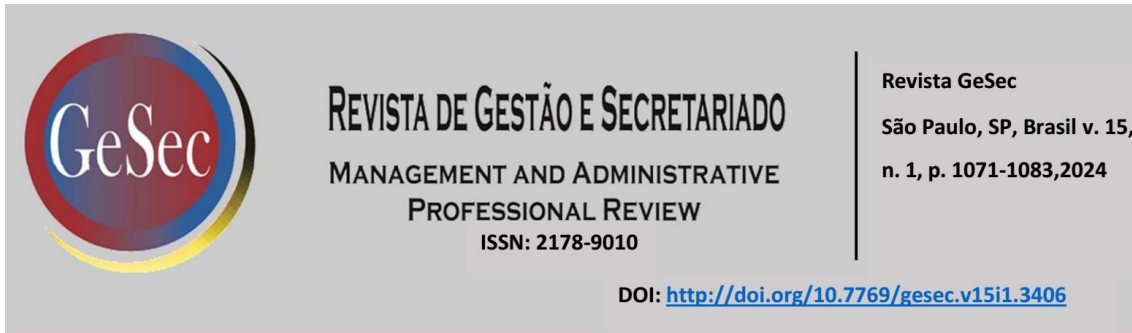 GeSec
REVISTA DE GESTÃO E SECRETARIADO
MANAGEMENT AND ADMINISTRATIVE
PROFESSIONAL REVIEW
ISSN: 2178-9010
Revista GeSec
São Paulo, SP, Brasil v. 15,
n. 1, p. 1071-1083,2024
DOI: http://doi.org/10.7769/gesec.v15i1.3406